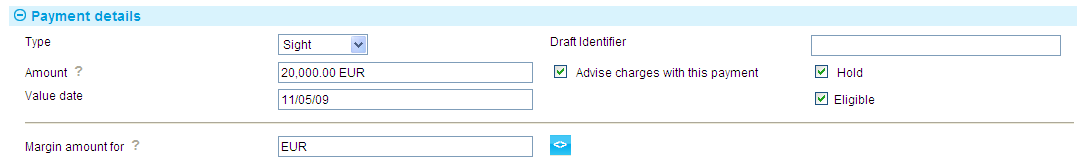 Payment details
Type Sight Draft Identifier
Amount ? 20,000.00 EUR Advise charges with this payment Hold
Value date 11/05/09 Eligible
Margin amount for ? EUR <>